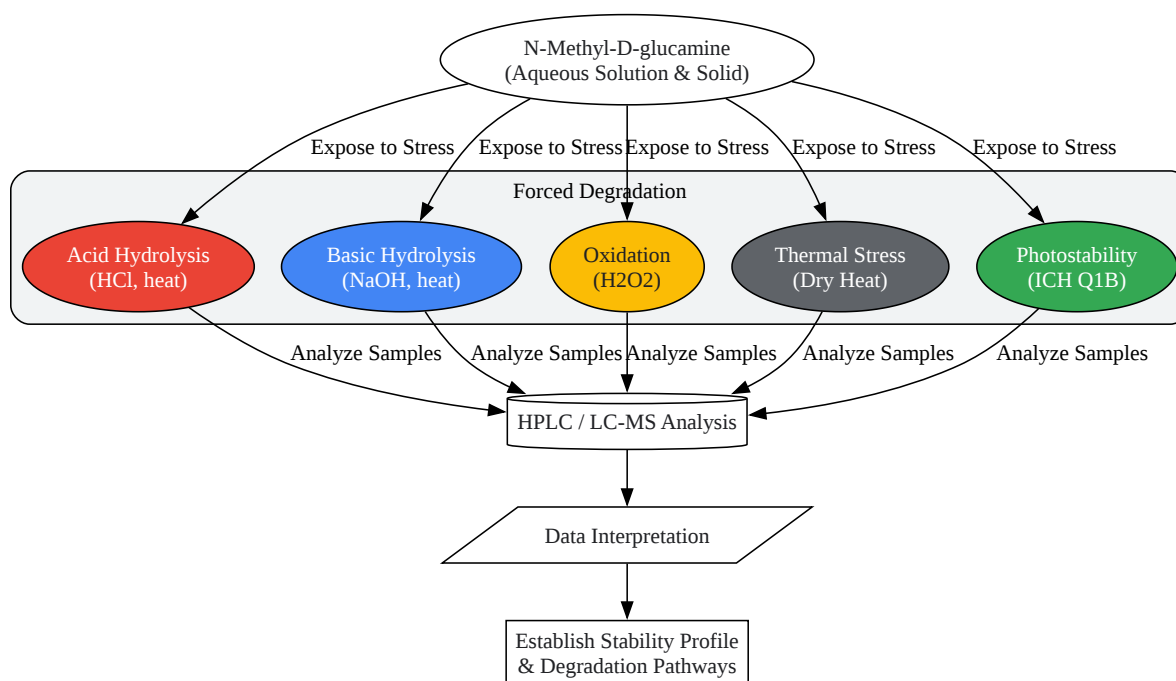 N-Methyl-D-glucamine
(Aqueous Solution & Solid)
Expose to Stress
Expose to Stress
Expose to Stress
Expose to Stress
Expose to Stress
Forced Degradation
Acid Hydrolysis
(HCl, heat)
Basic Hydrolysis
(NaOH, heat)
Oxidation
(H2O2)
Thermal Stress
(Dry Heat)
Photostability
(ICH Q1B)
Analyze Samples
Analyze Samples
Analyze Samples
Analyze Samples
Analyze Samples
HPLC / LC-MS Analysis
Data Interpretation
Establish Stability Profile
& Degradation Pathways